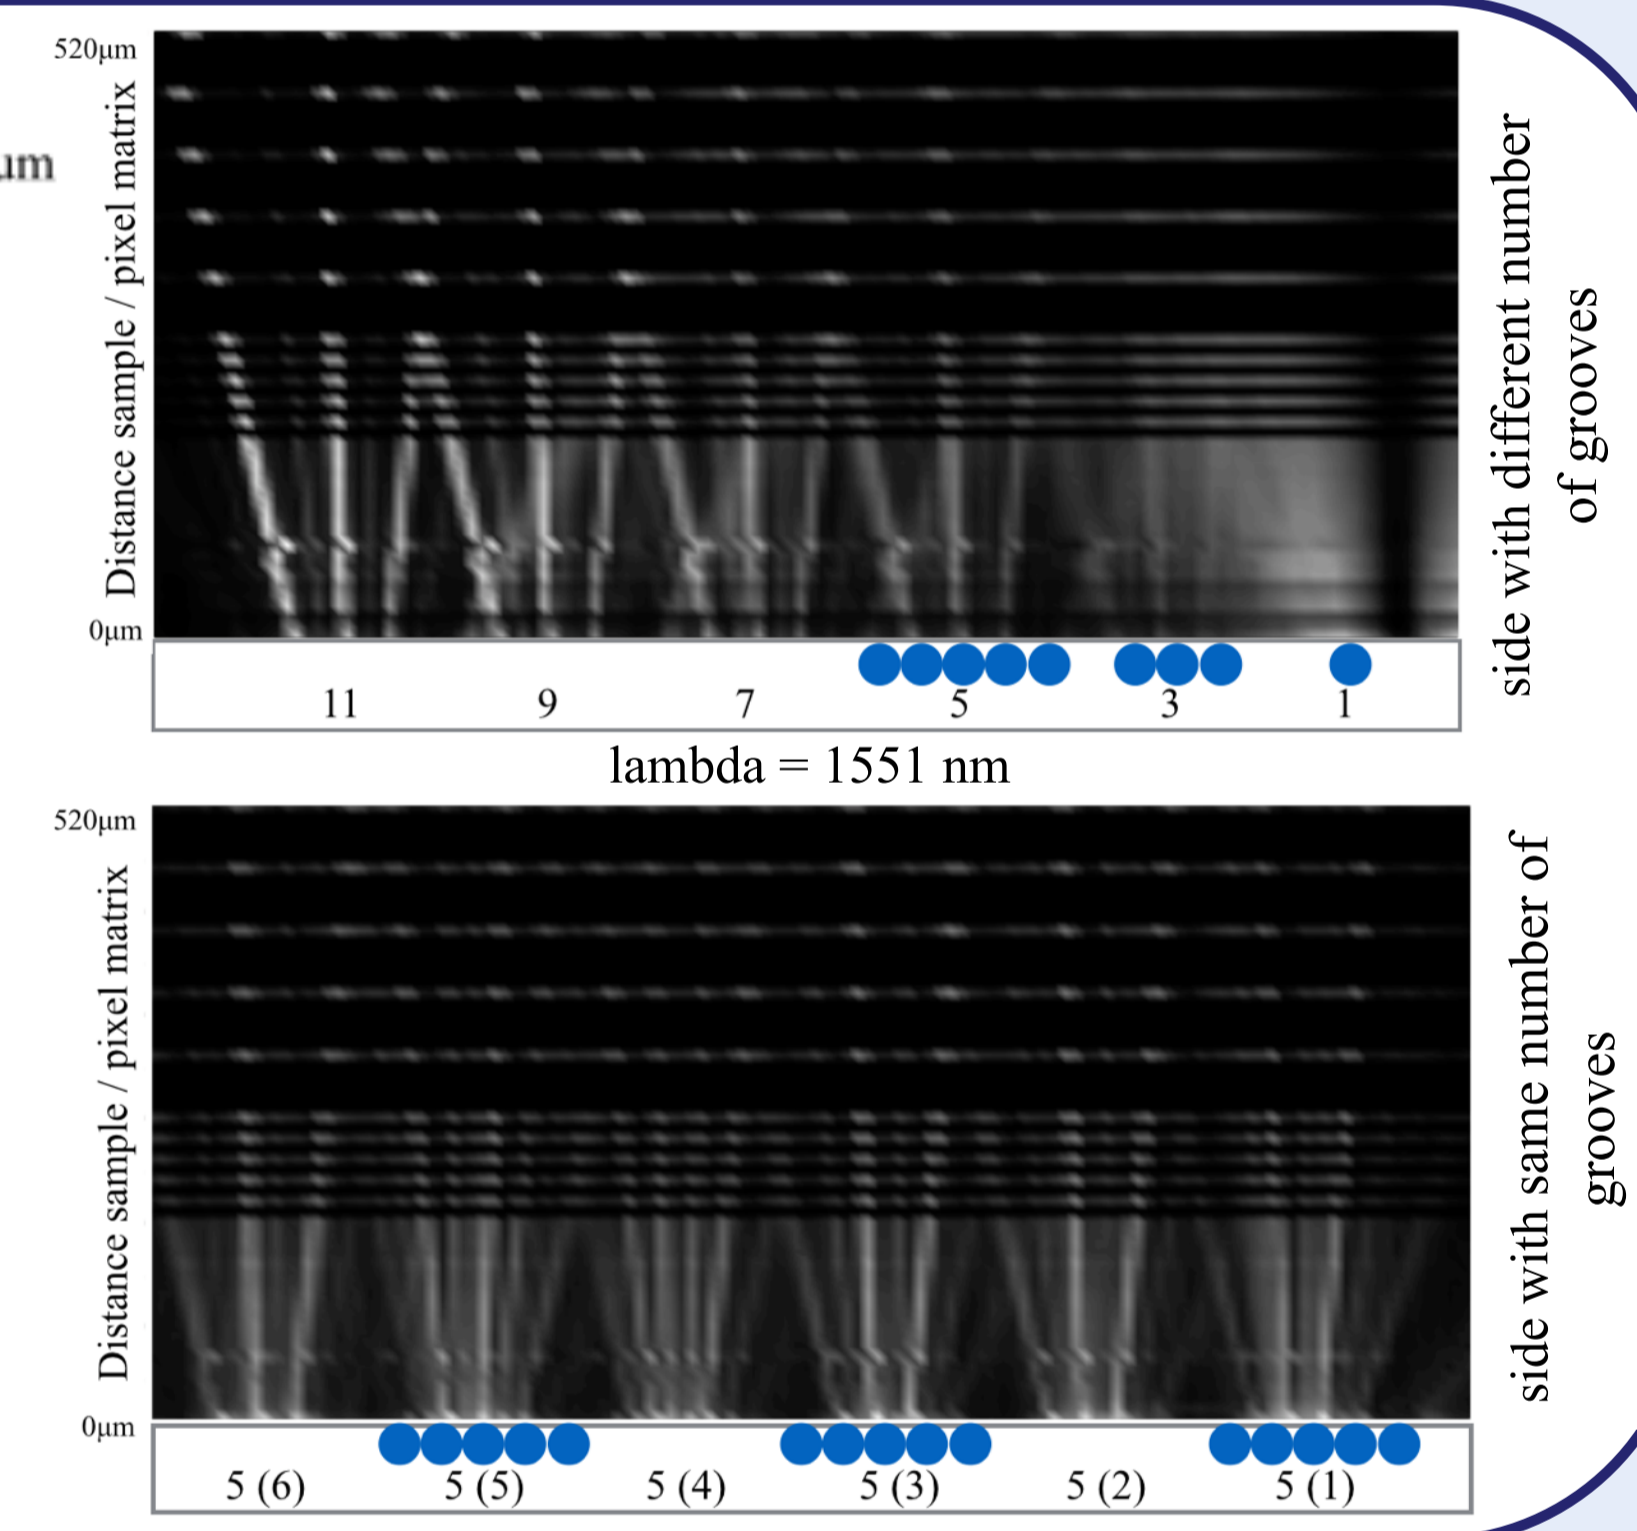 520μm
μm
Distance sample / pixel matrix
0μm
11 9 7 5 3 1
side with different number
of grooves
lambda = 1551 nm
520μm
Distance sample / pixel matrix
0μm
5 (6) 5 (5) 5 (4) 5 (3) 5 (2) 5 (1)
side with same number of
grooves